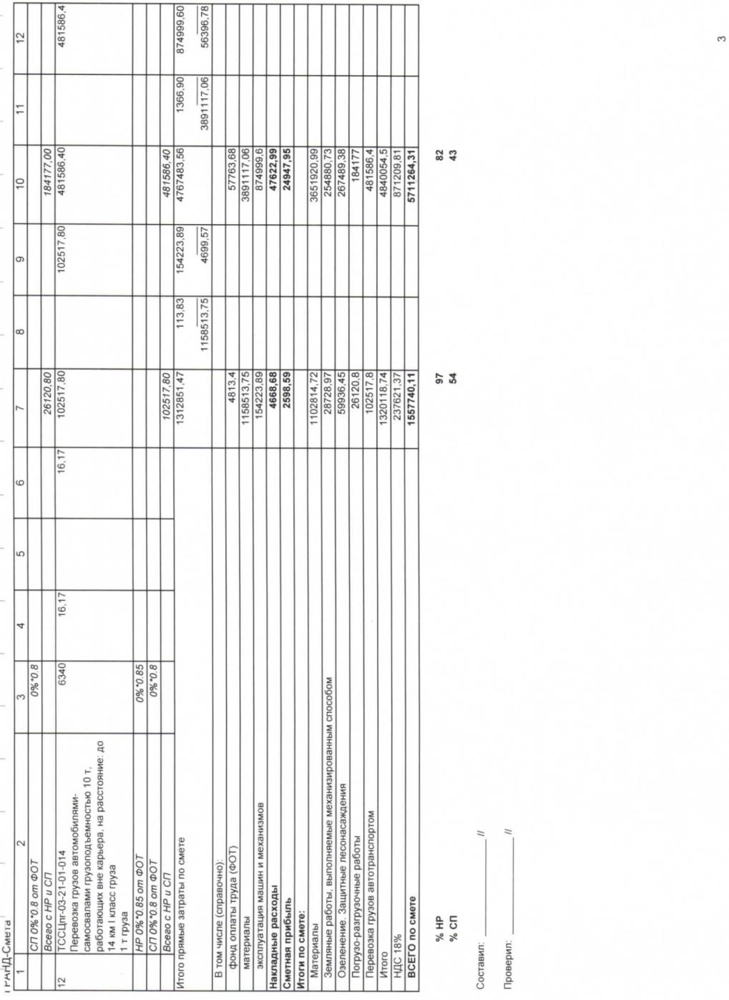 ГРАНД-Смета
1 2 3 4 5 6 7 8 9 10 11 12
СП 0%*0.8 от ФОТ 0%*0.8
Всего с НР и СП 26120,80 184177,00
12 ТССЦпг-03-21-01-014 6340 16,17 16,17 102517,80 102517,80 481586,40 481586,4
Перевозка грузов автомобилями-
самосвалами грузоподъемностью 10 т,
работающих вне карьера, на расстояние: до
14 км I класс груза
1 т груза
НР 0%*0.85 от ФОТ 0%*0.85
СП 0%*0.8 от ФОТ 0%*0.8
Всего с НР и СП 102517,80 481586,40
Итого прямые затраты по смете 1312851,47 113,83 154223,89 4767483,56 1366,90 874999,60
1158513,75 4699,57 3891117,06 56396,78
В том числе (справочно):
фонд оплаты труда (ФОТ) 4813,4 57763,68
материалы 1158513,75 3891117,06
эксплуатация машин и механизмов 154223,89 874999,6
Накладные расходы 4668,68 47622,99
Сметная прибыль 2598,59 24947,95
Итоги по смете:
Материалы 1102814,72 3651920,99
Земляные работы, выполняемые механизированным способом 28728,97 254880,73
Озеленение. Защитные лесонасаждения 59936,45 267489,38
Погрузо-разгрузочные работы 26120,8 184177
Перевозка грузов автотранспортом 102517,8 481586,4
Итого 1320118,74 4840054,5
НДС 18% 237621,37 871209,81
ВСЕГО по смете 1557740,11 5711264,31
% НР 97 82
% СП 54 43
Составил: ____________________ //
Проверил: ____________________ //
3